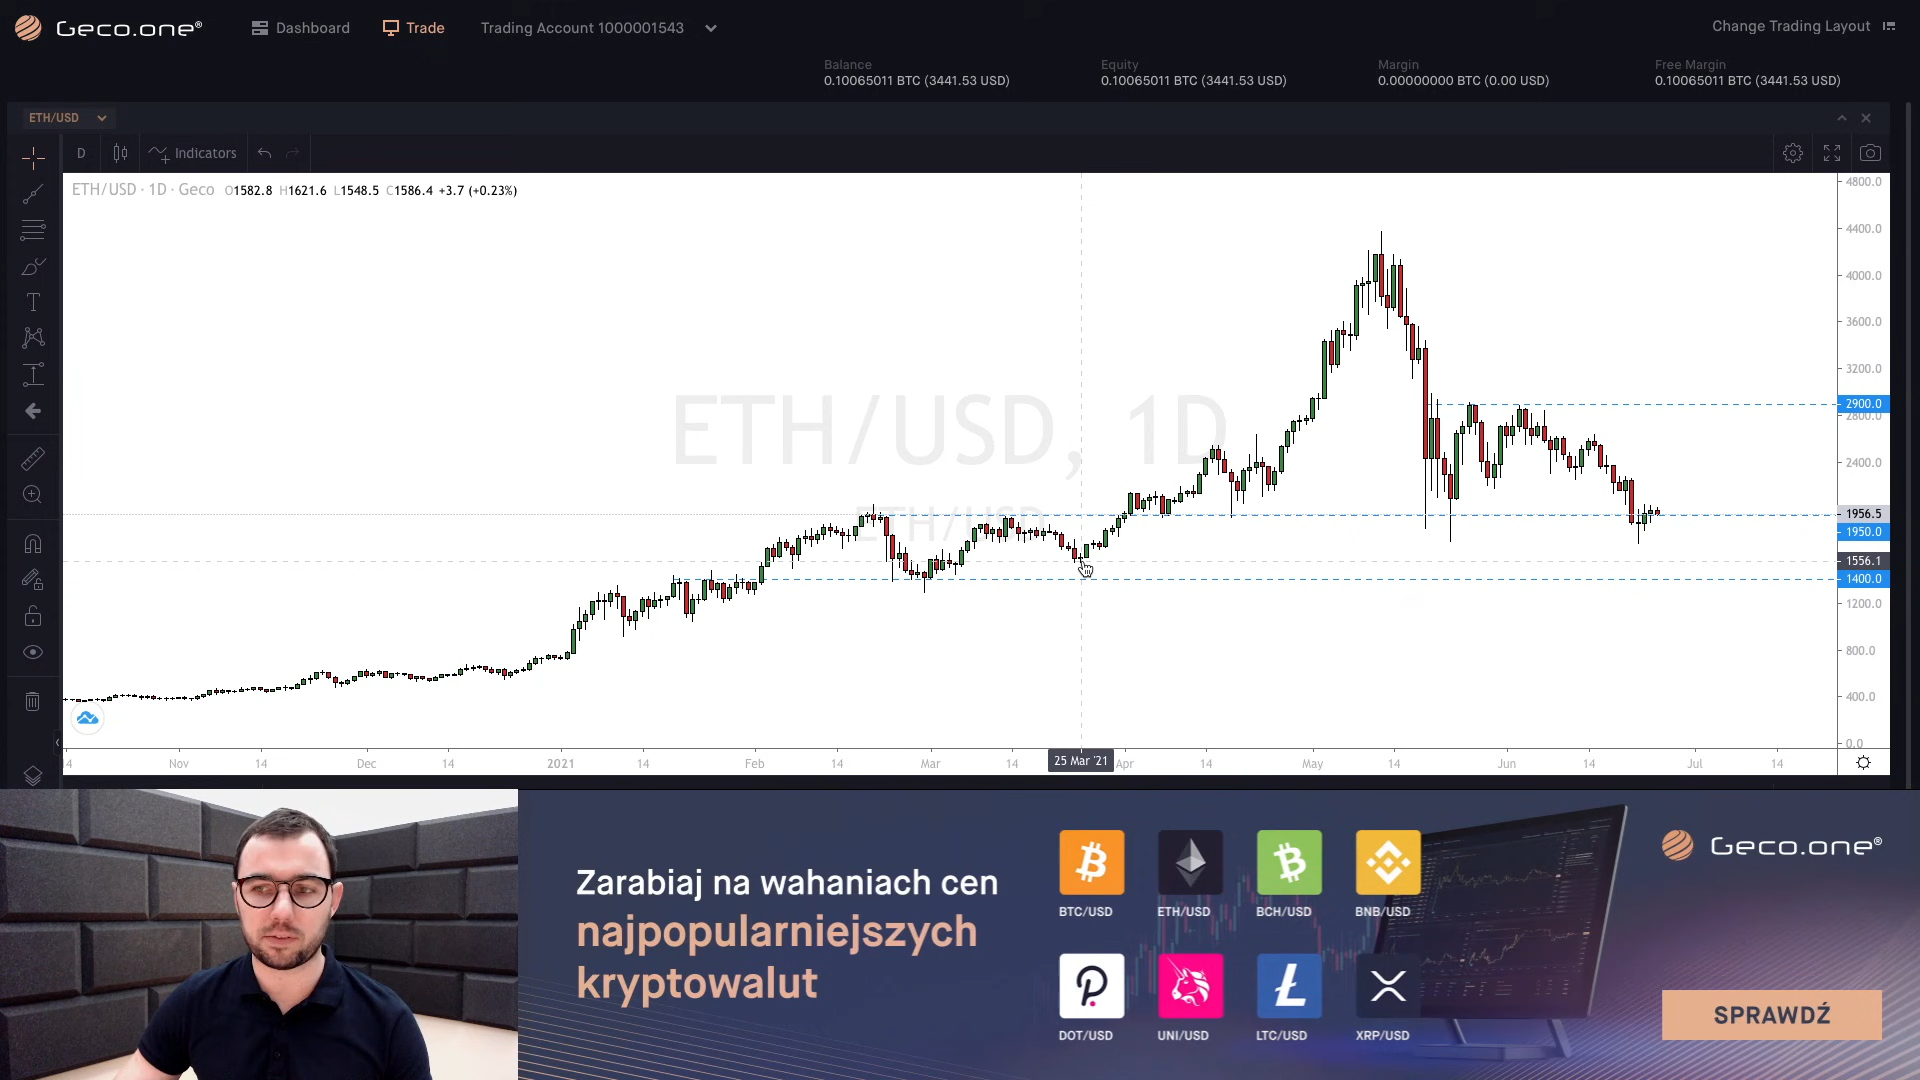 Geco.one®
Dashboard
Trade
Trading Account 1000001543
Change Trading Layout
Balance
0.10065011 BTC (3441.53 USD)
Equity
0.10065011 BTC (3441.53 USD)
Margin
0.00000000 BTC (0.00 USD)
Free Margin
0.10065011 BTC (3441.53 USD)
ETH/USD
D
Indicators
ETH/USD · 1D · Geco O1582.8 H1621.6 L1548.5 C1586.4 +3.7 (+0.23%)
ETH/USD, 1D
ETH/USD
4800.0
4400.0
4000.0
3600.0
3200.0
2900.0
2800.0
2400.0
1956.5
1950.0
1556.1
1400.0
1200.0
800.0
400.0
0.0
14 Nov 14 Dec 14 2021 14 Feb 14 Mar 14 25 Mar '21 Apr 14 May 14 Jun 14 Jul 14
Zarabiaj na wahaniach cen
najpopularniejszych
kryptowalut
BTC/USD
ETH/USD
BCH/USD
BNB/USD
DOT/USD
UNI/USD
LTC/USD
XRP/USD
Geco.one®
SPRAWDŹ